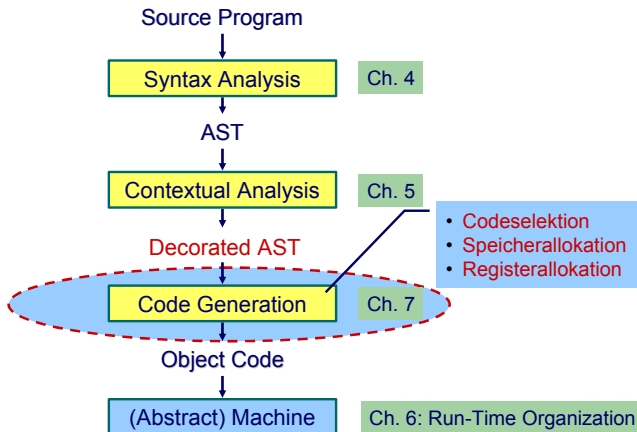 Source Program
Syntax Analysis
Ch. 4
AST
Contextual Analysis
Ch. 5
• Codeselektion
• Speicherallokation
• Registerallokation
Decorated AST
Code Generation
Ch. 7
Object Code
(Abstract) Machine
Ch. 6: Run-Time Organization